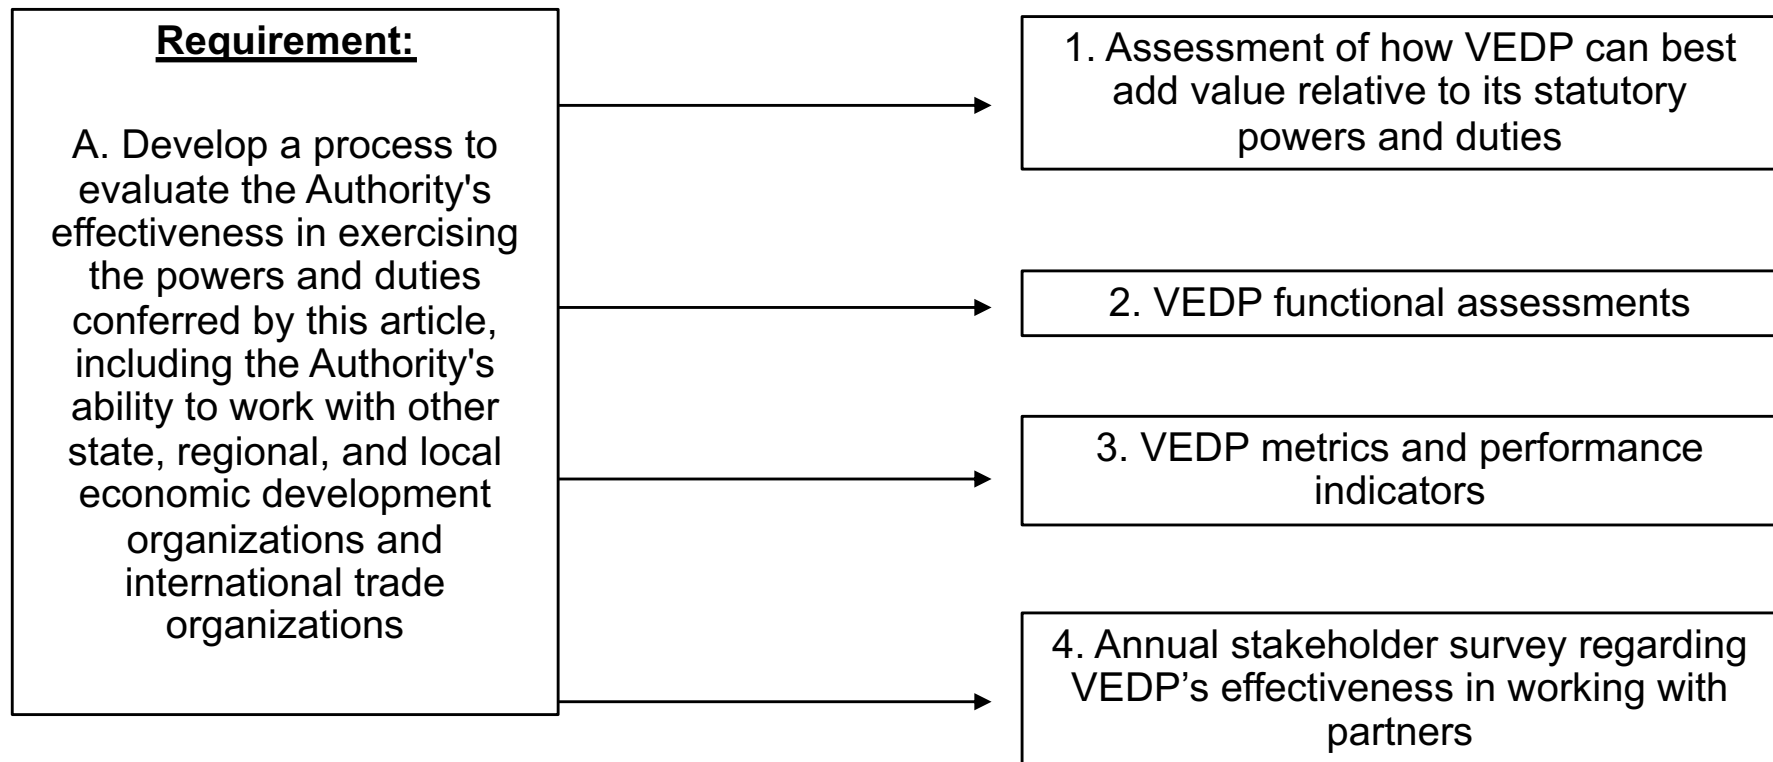 Requirement:
A. Develop a process to
evaluate the Authority's
effectiveness in exercising
the powers and duties
conferred by this article,
including the Authority's
ability to work with other
state, regional, and local
economic development
organizations and
international trade
organizations
1. Assessment of how VEDP can best
add value relative to its statutory
powers and duties
2. VEDP functional assessments
3. VEDP metrics and performance
indicators
4. Annual stakeholder survey regarding
VEDP’s effectiveness in working with
partners